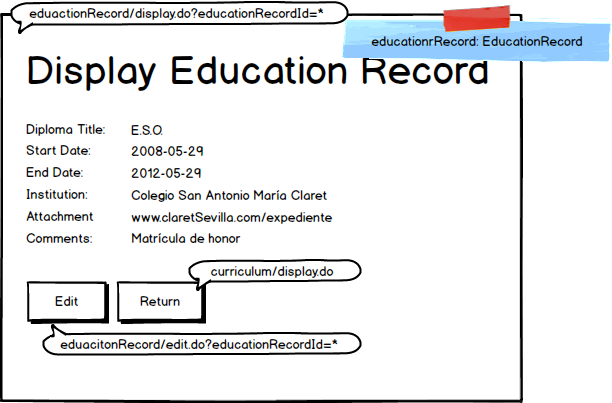 eduactionRecord/display.do?educationRecordId=*
educationrRecord: EducationRecord
Display Education Record
Diploma Title: E.S.O.
Start Date: 2008-05-29
End Date: 2012-05-29
Institution: Colegio San Antonio María Claret
Attachment www.claretSevilla.com/expediente
Comments: Matrícula de honor
curriculum/display.do
Edit Return
eduacitonRecord/edit.do?educationRecordId=*